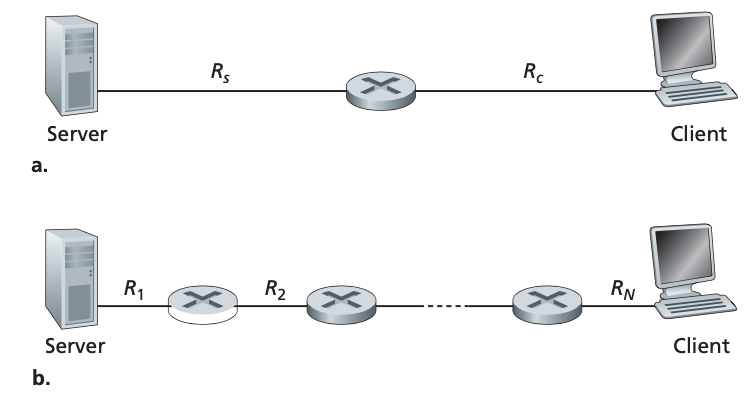 R_s R_c
Server Client
a.
R_1 R_2 R_N
Server Client
b.